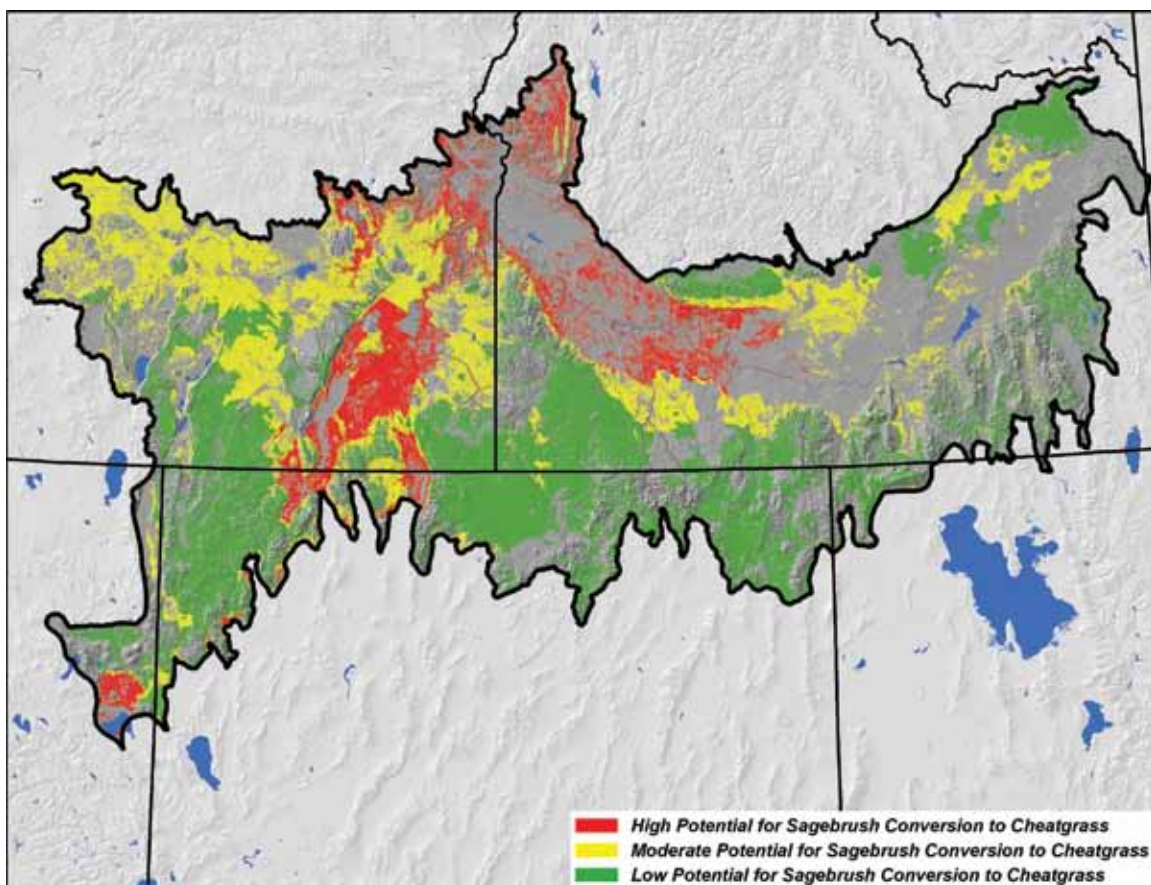 High Potential for Sagebrush Conversion to Cheatgrass
Moderate Potential for Sagebrush Conversion to Cheatgrass
Low Potential for Sagebrush Conversion to Cheatgrass